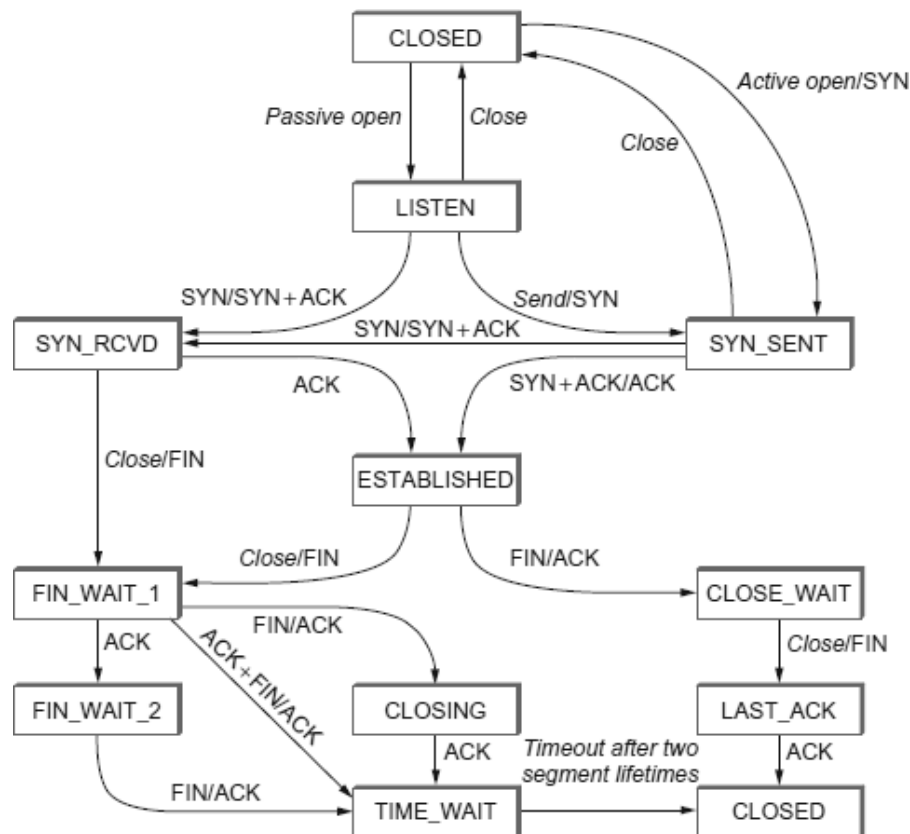 CLOSED
Active open/SYN
Passive open
Close
Close
LISTEN
SYN/SYN + ACK
Send/SYN
SYN/SYN + ACK
SYN_RCVD
SYN_SENT
ACK
SYN + ACK/ACK
Close/FIN
ESTABLISHED
Close/FIN
FIN/ACK
FIN_WAIT_1
CLOSE_WAIT
FIN/ACK
ACK
ACK + FIN/ACK
Close/FIN
FIN_WAIT_2
CLOSING
LAST_ACK
ACK
Timeout after two
segment lifetimes
ACK
FIN/ACK
TIME_WAIT
CLOSED